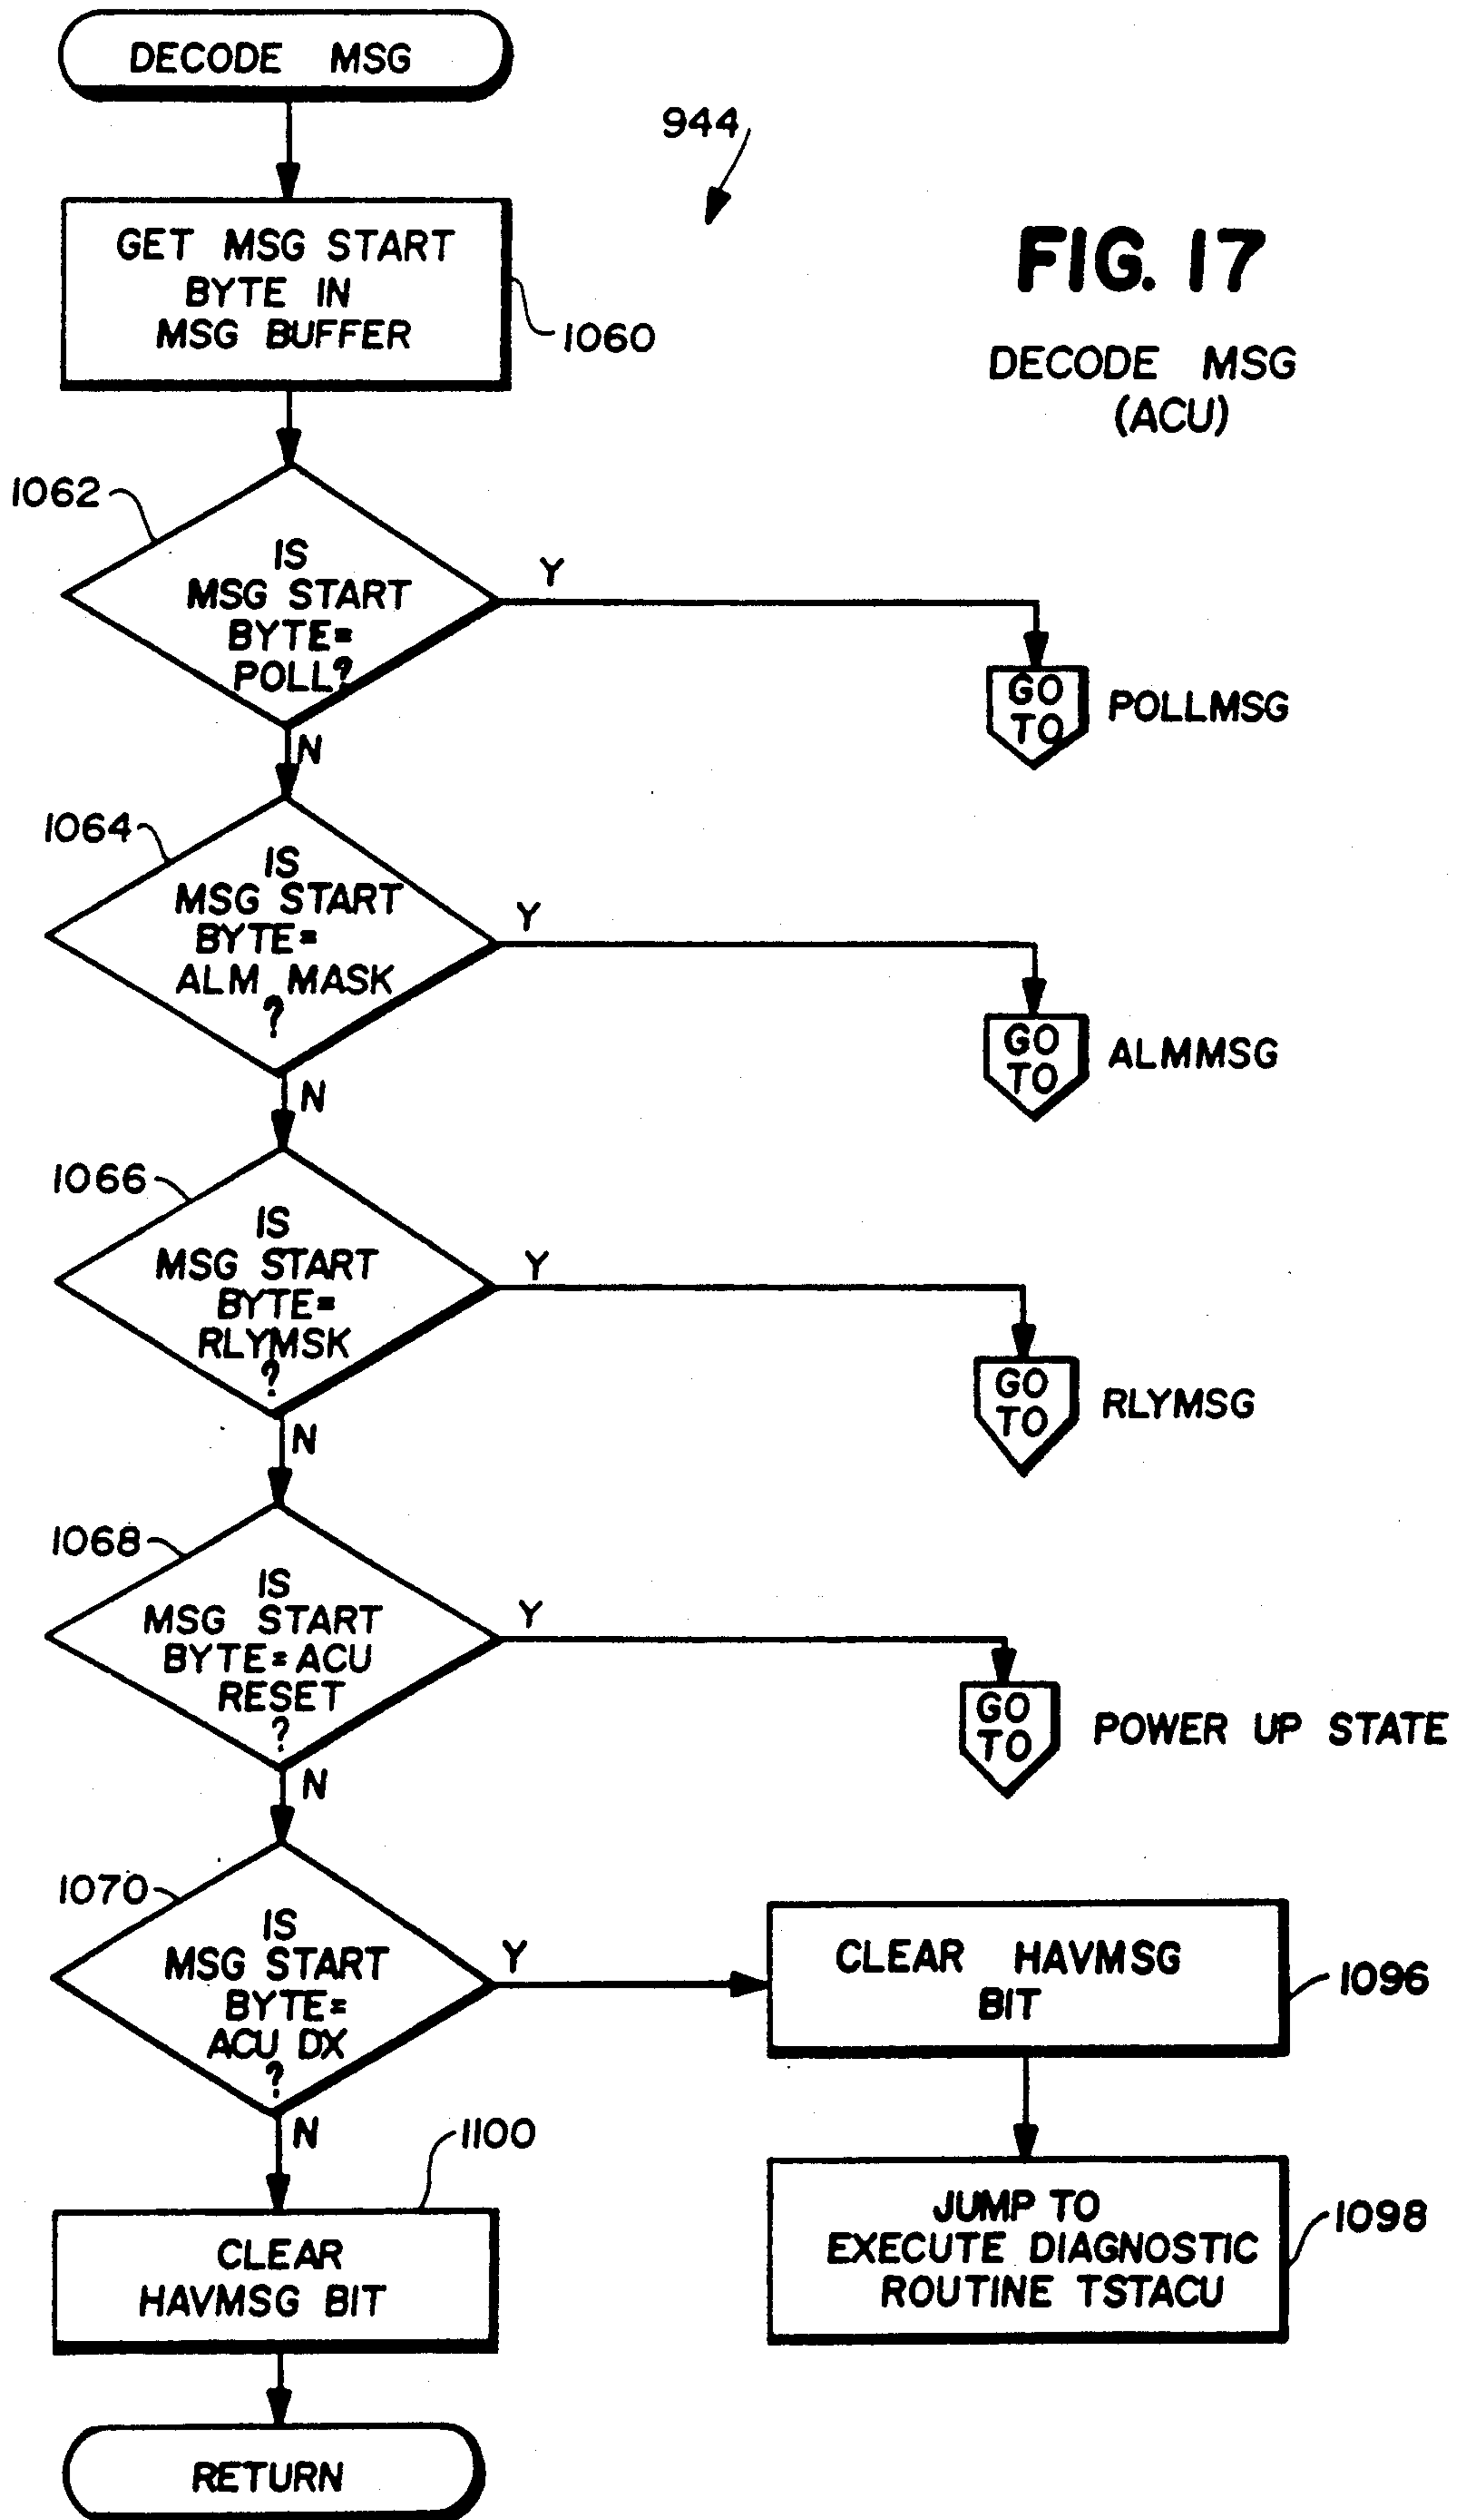 DECODE MSG
944
GET MSG START
BYTE IN
MSG BUFFER
1060
FIG. 17
DECODE MSG
(ACU)
1062
IS
MSG START
BYTE=
POLL?
Y
GO
TO
POLLMSG
N
1064
IS
MSG START
BYTE=
ALM MASK
?
Y
GO
TO
ALMMSG
N
1066
IS
MSG START
BYTE=
RLYMSK
?
Y
GO
TO
RLYMSG
N
1068
IS
MSG START
BYTE=ACU
RESET
?
Y
GO
TO
POWER UP STATE
N
1070
IS
MSG START
BYTE=
ACU DX
?
Y
CLEAR HAVMSG
BIT
1096
N
1100
JUMP TO
EXECUTE DIAGNOSTIC
ROUTINE TSTACU
1098
CLEAR
HAVMSG BIT
RETURN